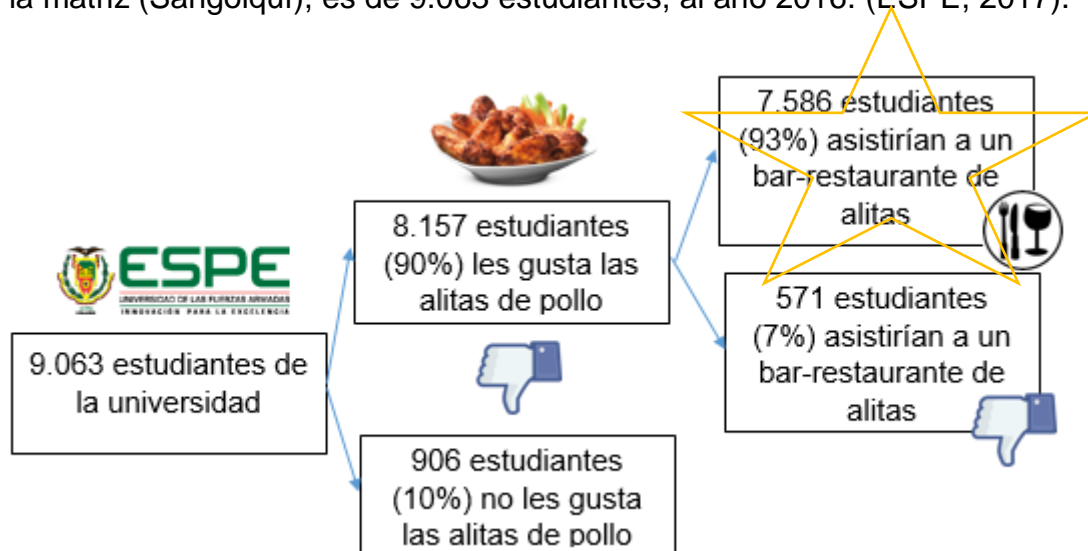 la matriz (Sangolquí), es de 9.063 estudiantes, al año 2016. (ESPE, 2017).
ESPE
UNIVERSIDAD DE LAS FUERZAS ARMADAS
INNOVACIÓN PARA LA EXCELENCIA
9.063 estudiantes de
la universidad
8.157 estudiantes
(90%) les gusta las
alitas de pollo
906 estudiantes
(10%) no les gusta
las alitas de pollo
7.586 estudiantes
(93%) asistirían a un
bar-restaurante de
alitas
571 estudiantes
(7%) asistirían a un
bar-restaurante de
alitas